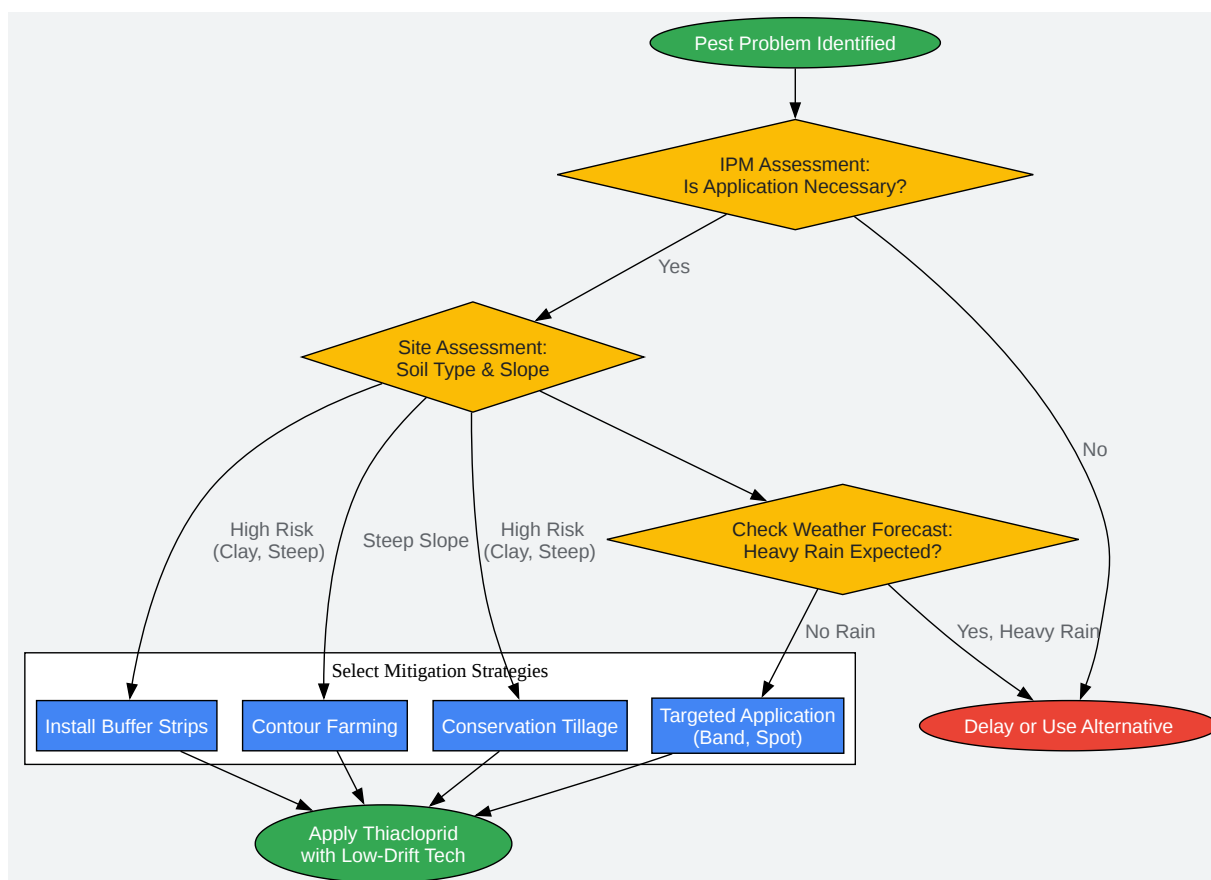 Pest Problem Identified
IPM Assessment:
Is Application Necessary?
Yes
Site Assessment:
Soil Type & Slope
No
High Risk
(Clay, Steep)
Steep Slope
High Risk
(Clay, Steep)
Check Weather Forecast:
Heavy Rain Expected?
No Rain
Yes, Heavy Rain
Select Mitigation Strategies
Install Buffer Strips
Contour Farming
Conservation Tillage
Targeted Application
(Band, Spot)
Delay or Use Alternative
Apply Thiacloprid
with Low-Drift Tech